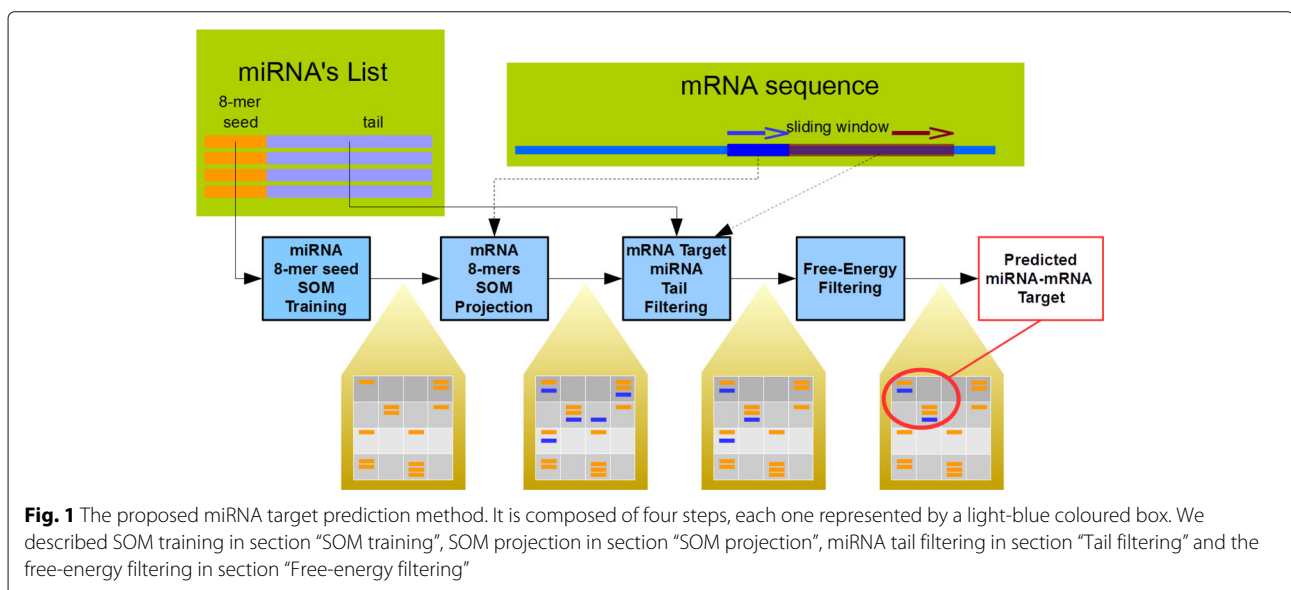 miRNA's List
8-mer
seed
tail
mRNA sequence
sliding window
miRNA
8-mer seed
SOM
Training
mRNA
8-mers
SOM
Projection
mRNA Target
miRNA
Tail
Filtering
Free-Energy
Filtering
Predicted
miRNA-mRNA
Target
Fig. 1 The proposed miRNA target prediction method. It is composed of four steps, each one represented by a light-blue coloured box. We
described SOM training in section “SOM training”, SOM projection in section “SOM projection”, miRNA tail filtering in section “Tail filtering” and the
free-energy filtering in section “Free-energy filtering”